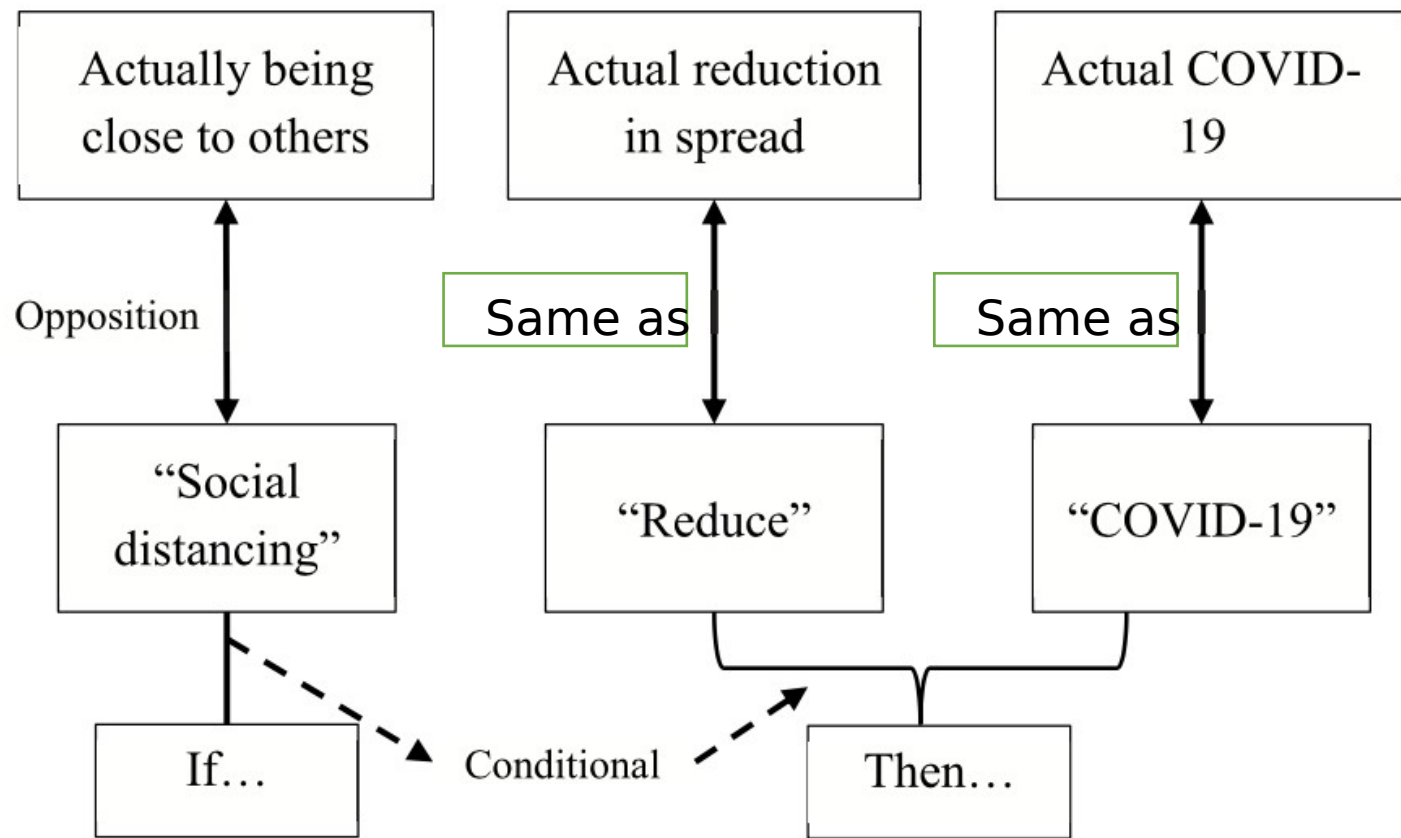 Actually being
close to others
Actual reduction
in spread
Actual COVID-
19
Opposition
Same as
Same as
“Social
distancing”
“Reduce”
“COVID-19”
If…
Conditional
Then…